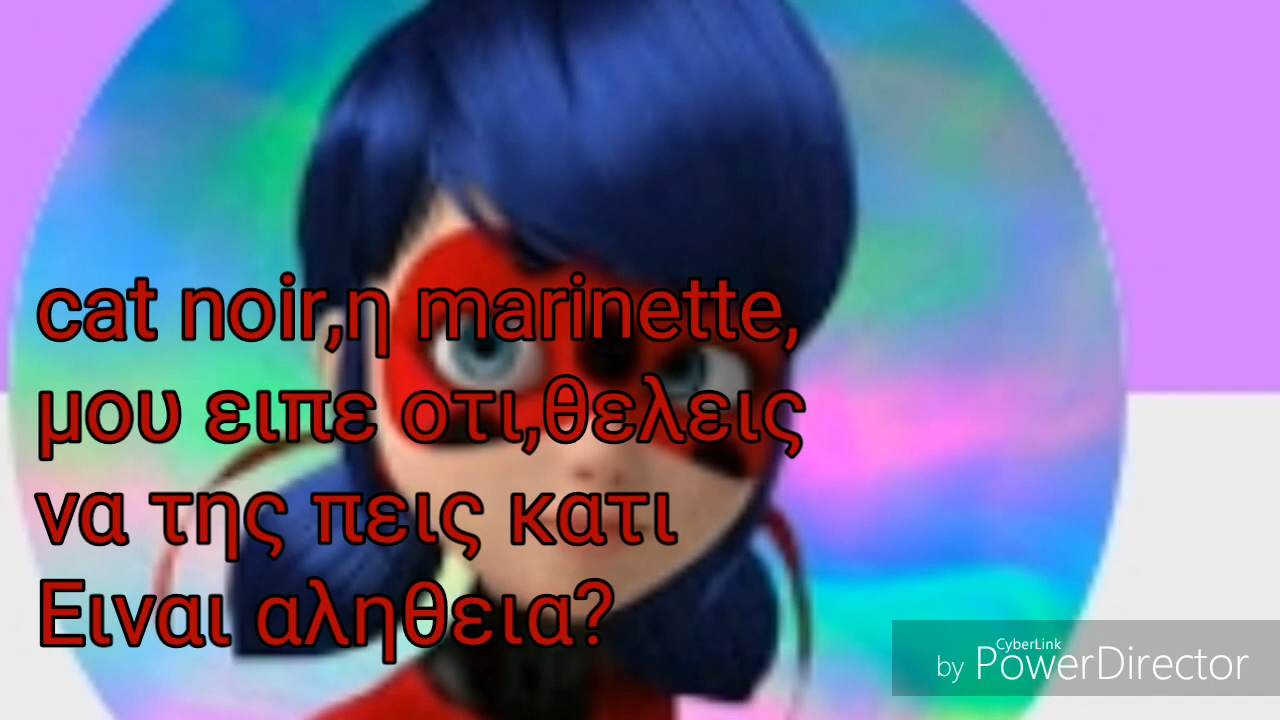 cat noir,η marinette,
μου ειπε οτι,θελεις
να της πεις κατι
Ειναι αληθεια?
CyberLink
by PowerDirector